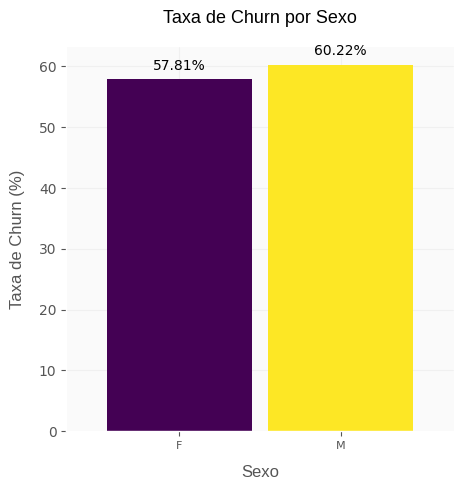 Taxa de Churn por Sexo
60.22%
57.81%
60
50
40
30
20
10
0
Taxa de Churn (%)
F
M
Sexo